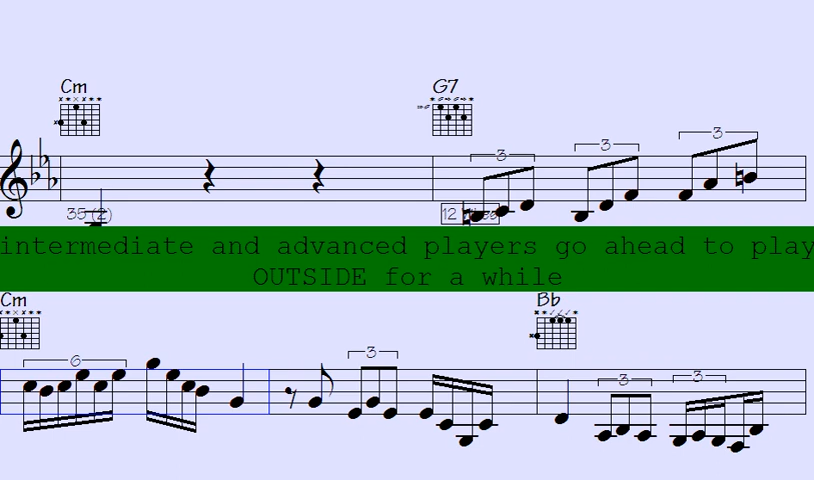 Cm G7
3 3 3
35 (2) 12
intermediate and advanced players go ahead to play
OUTSIDE for a while
Cm Bb
6 3 3 3